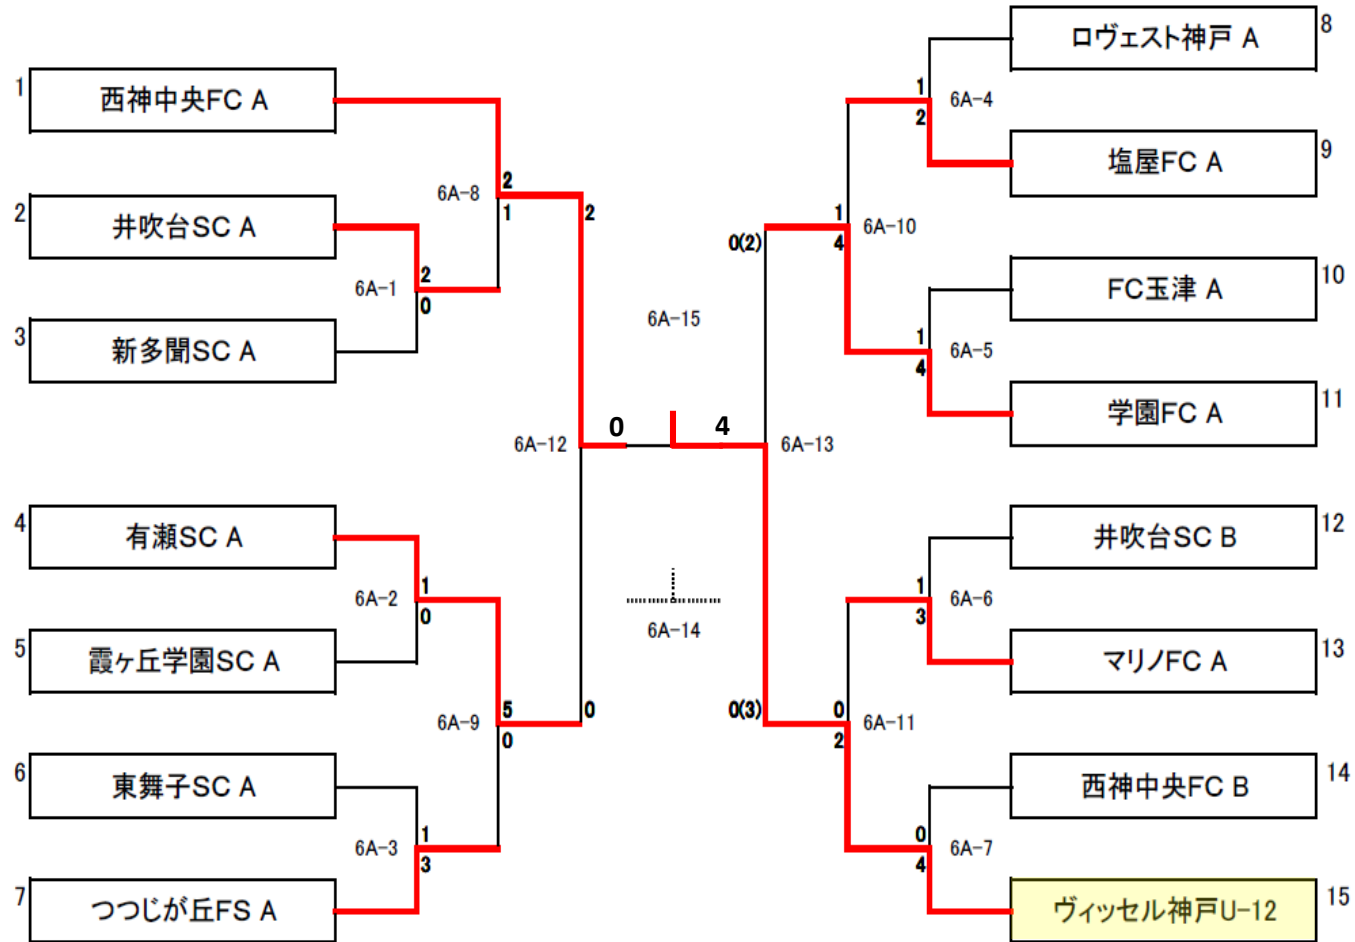 1
西神中央FC A
2
井吹台SC A
3
新多聞SC A
4
有瀬SC A
5
霞ヶ丘学園SC A
6
東舞子SC A
7
つつじが丘FS A
6A-1
2
0
6A-2
1
0
6A-3
1
3
6A-8
2
1
6A-9
5
0
6A-12
2
0
6A-15
0
4
6A-14
0(2)
6A-13
0(3)
1
6A-10
4
0
6A-11
2
1
6A-4
2
1
6A-5
4
1
6A-6
3
0
6A-7
4
ロヴェスト神戸 A
8
塩屋FC A
9
FC玉津 A
10
学園FC A
11
井吹台SC B
12
マリノFC A
13
西神中央FC B
14
ヴィッセル神戸U-12
15